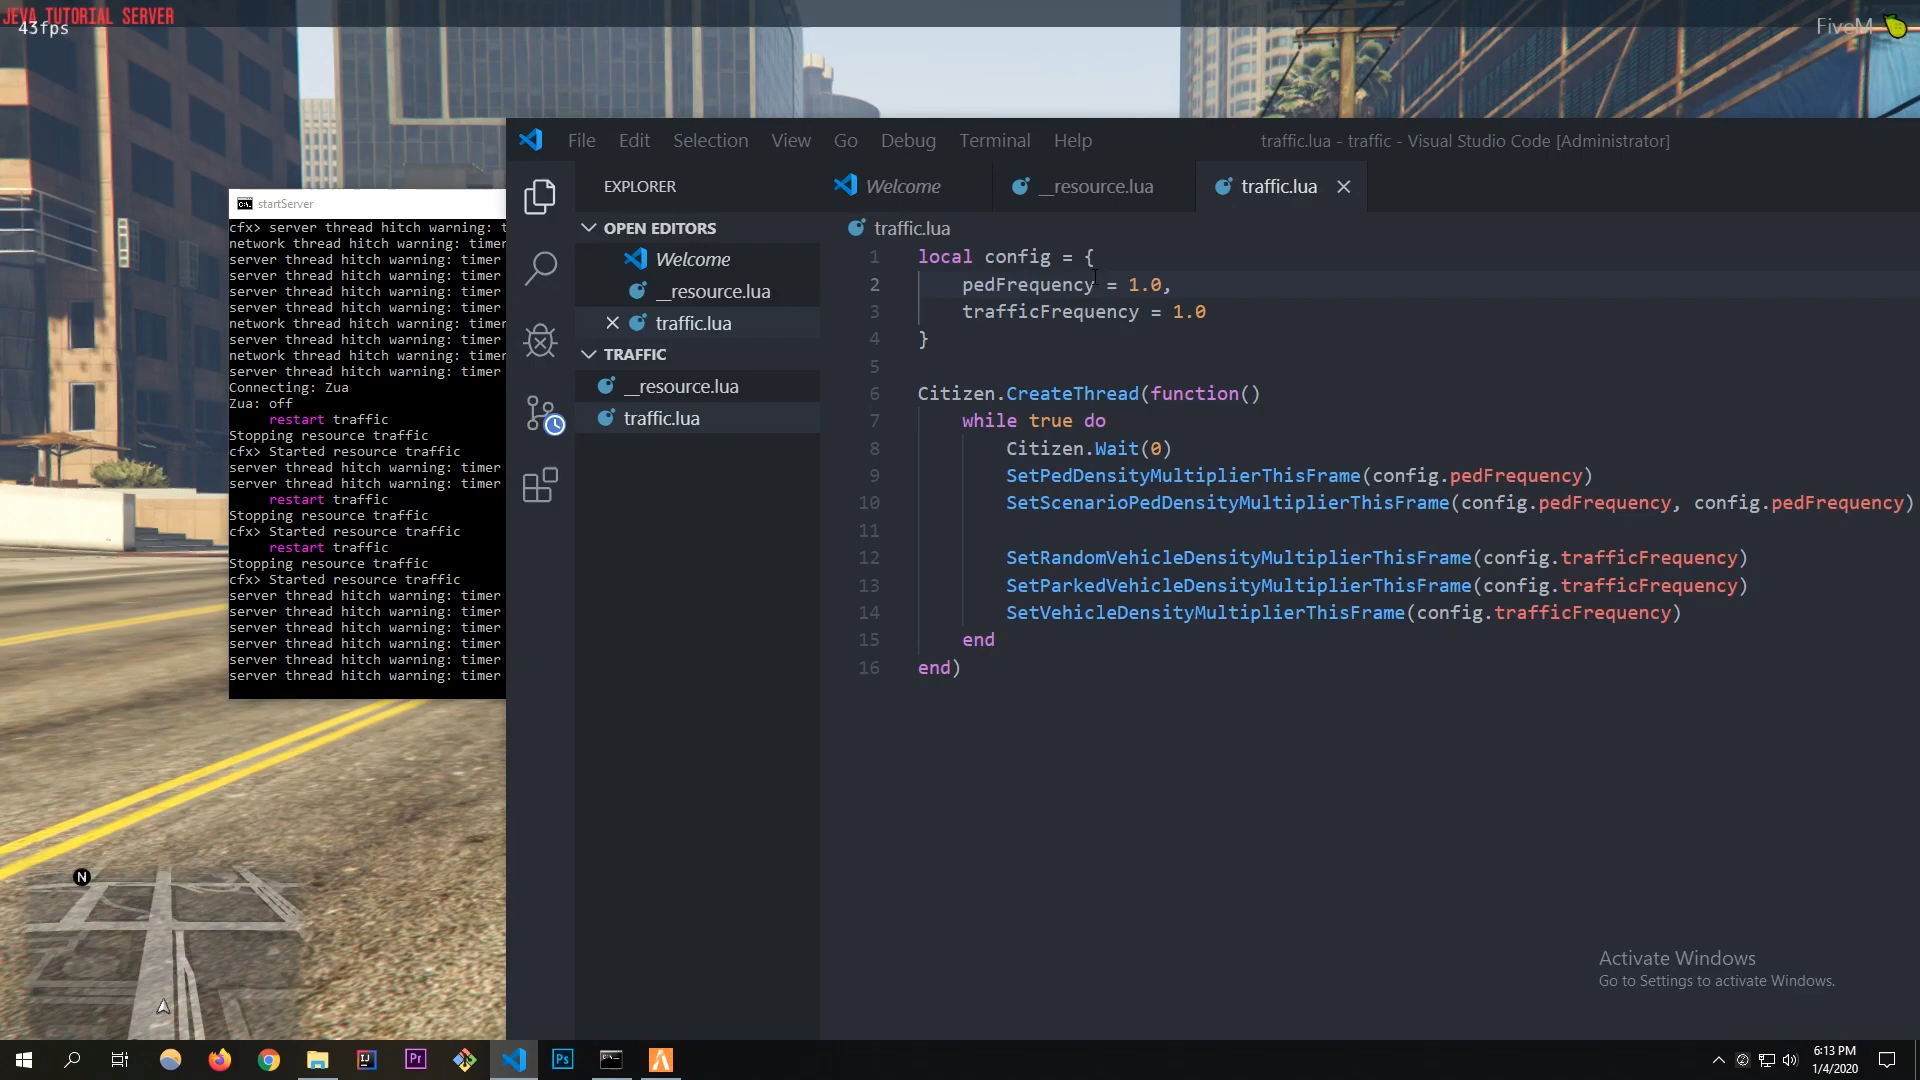 JEVA TUTORIAL SERVER
43fps
FiveM
File Edit Selection View Go Debug Terminal Help
traffic.lua - traffic - Visual Studio Code [Administrator]
EXPLORER
Welcome
__resource.lua
traffic.lua
OPEN EDITORS
Welcome
__resource.lua
traffic.lua
TRAFFIC
__resource.lua
traffic.lua
traffic.lua
1 local config = {
2 pedFrequency = 1.0,
3 trafficFrequency = 1.0
4 }
5
6 Citizen.CreateThread(function()
7 while true do
8 Citizen.Wait(0)
9 SetPedDensityMultiplierThisFrame(config.pedFrequency)
10 SetScenarioPedDensityMultiplierThisFrame(config.pedFrequency, config.pedFrequency)
11
12 SetRandomVehicleDensityMultiplierThisFrame(config.trafficFrequency)
13 SetParkedVehicleDensityMultiplierThisFrame(config.trafficFrequency)
14 SetVehicleDensityMultiplierThisFrame(config.trafficFrequency)
15 end
16 end)
startServer
cfx> server thread hitch warning: t
network thread hitch warning: timer
server thread hitch warning: timer
server thread hitch warning: timer
server thread hitch warning: timer
server thread hitch warning: timer
network thread hitch warning: timer
server thread hitch warning: timer
network thread hitch warning: timer
server thread hitch warning: timer
Connecting: Zua
Zua: off
restart traffic
Stopping resource traffic
cfx> Started resource traffic
server thread hitch warning: timer
server thread hitch warning: timer
restart traffic
Stopping resource traffic
cfx> Started resource traffic
restart traffic
Stopping resource traffic
cfx> Started resource traffic
server thread hitch warning: timer
server thread hitch warning: timer
server thread hitch warning: timer
server thread hitch warning: timer
server thread hitch warning: timer
server thread hitch warning: timer
N
Activate Windows
Go to Settings to activate Windows.
Pr
Ps
6:13 PM
1/4/2020